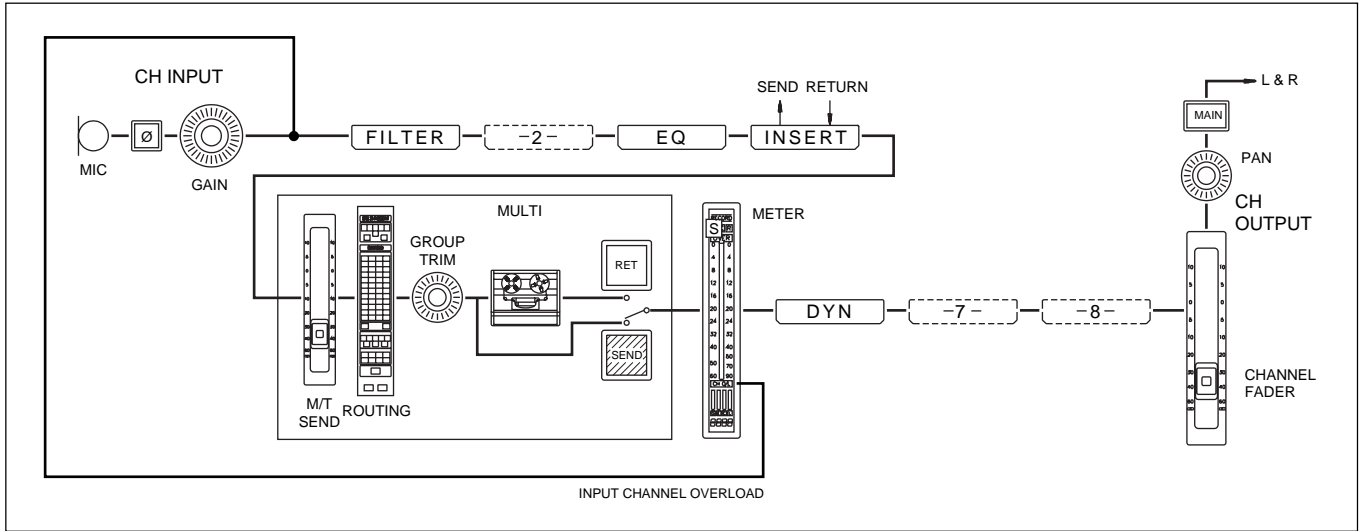 CH INPUT
MIC
Ø
GAIN
FILTER
-2-
EQ
SEND RETURN
INSERT
L & R
MAIN
PAN
CH
OUTPUT
MULTI
METER
GROUP
TRIM
RET
SEND
M/T
SEND
ROUTING
S
DYN
-7-
-8-
CHANNEL
FADER
INPUT CHANNEL OVERLOAD